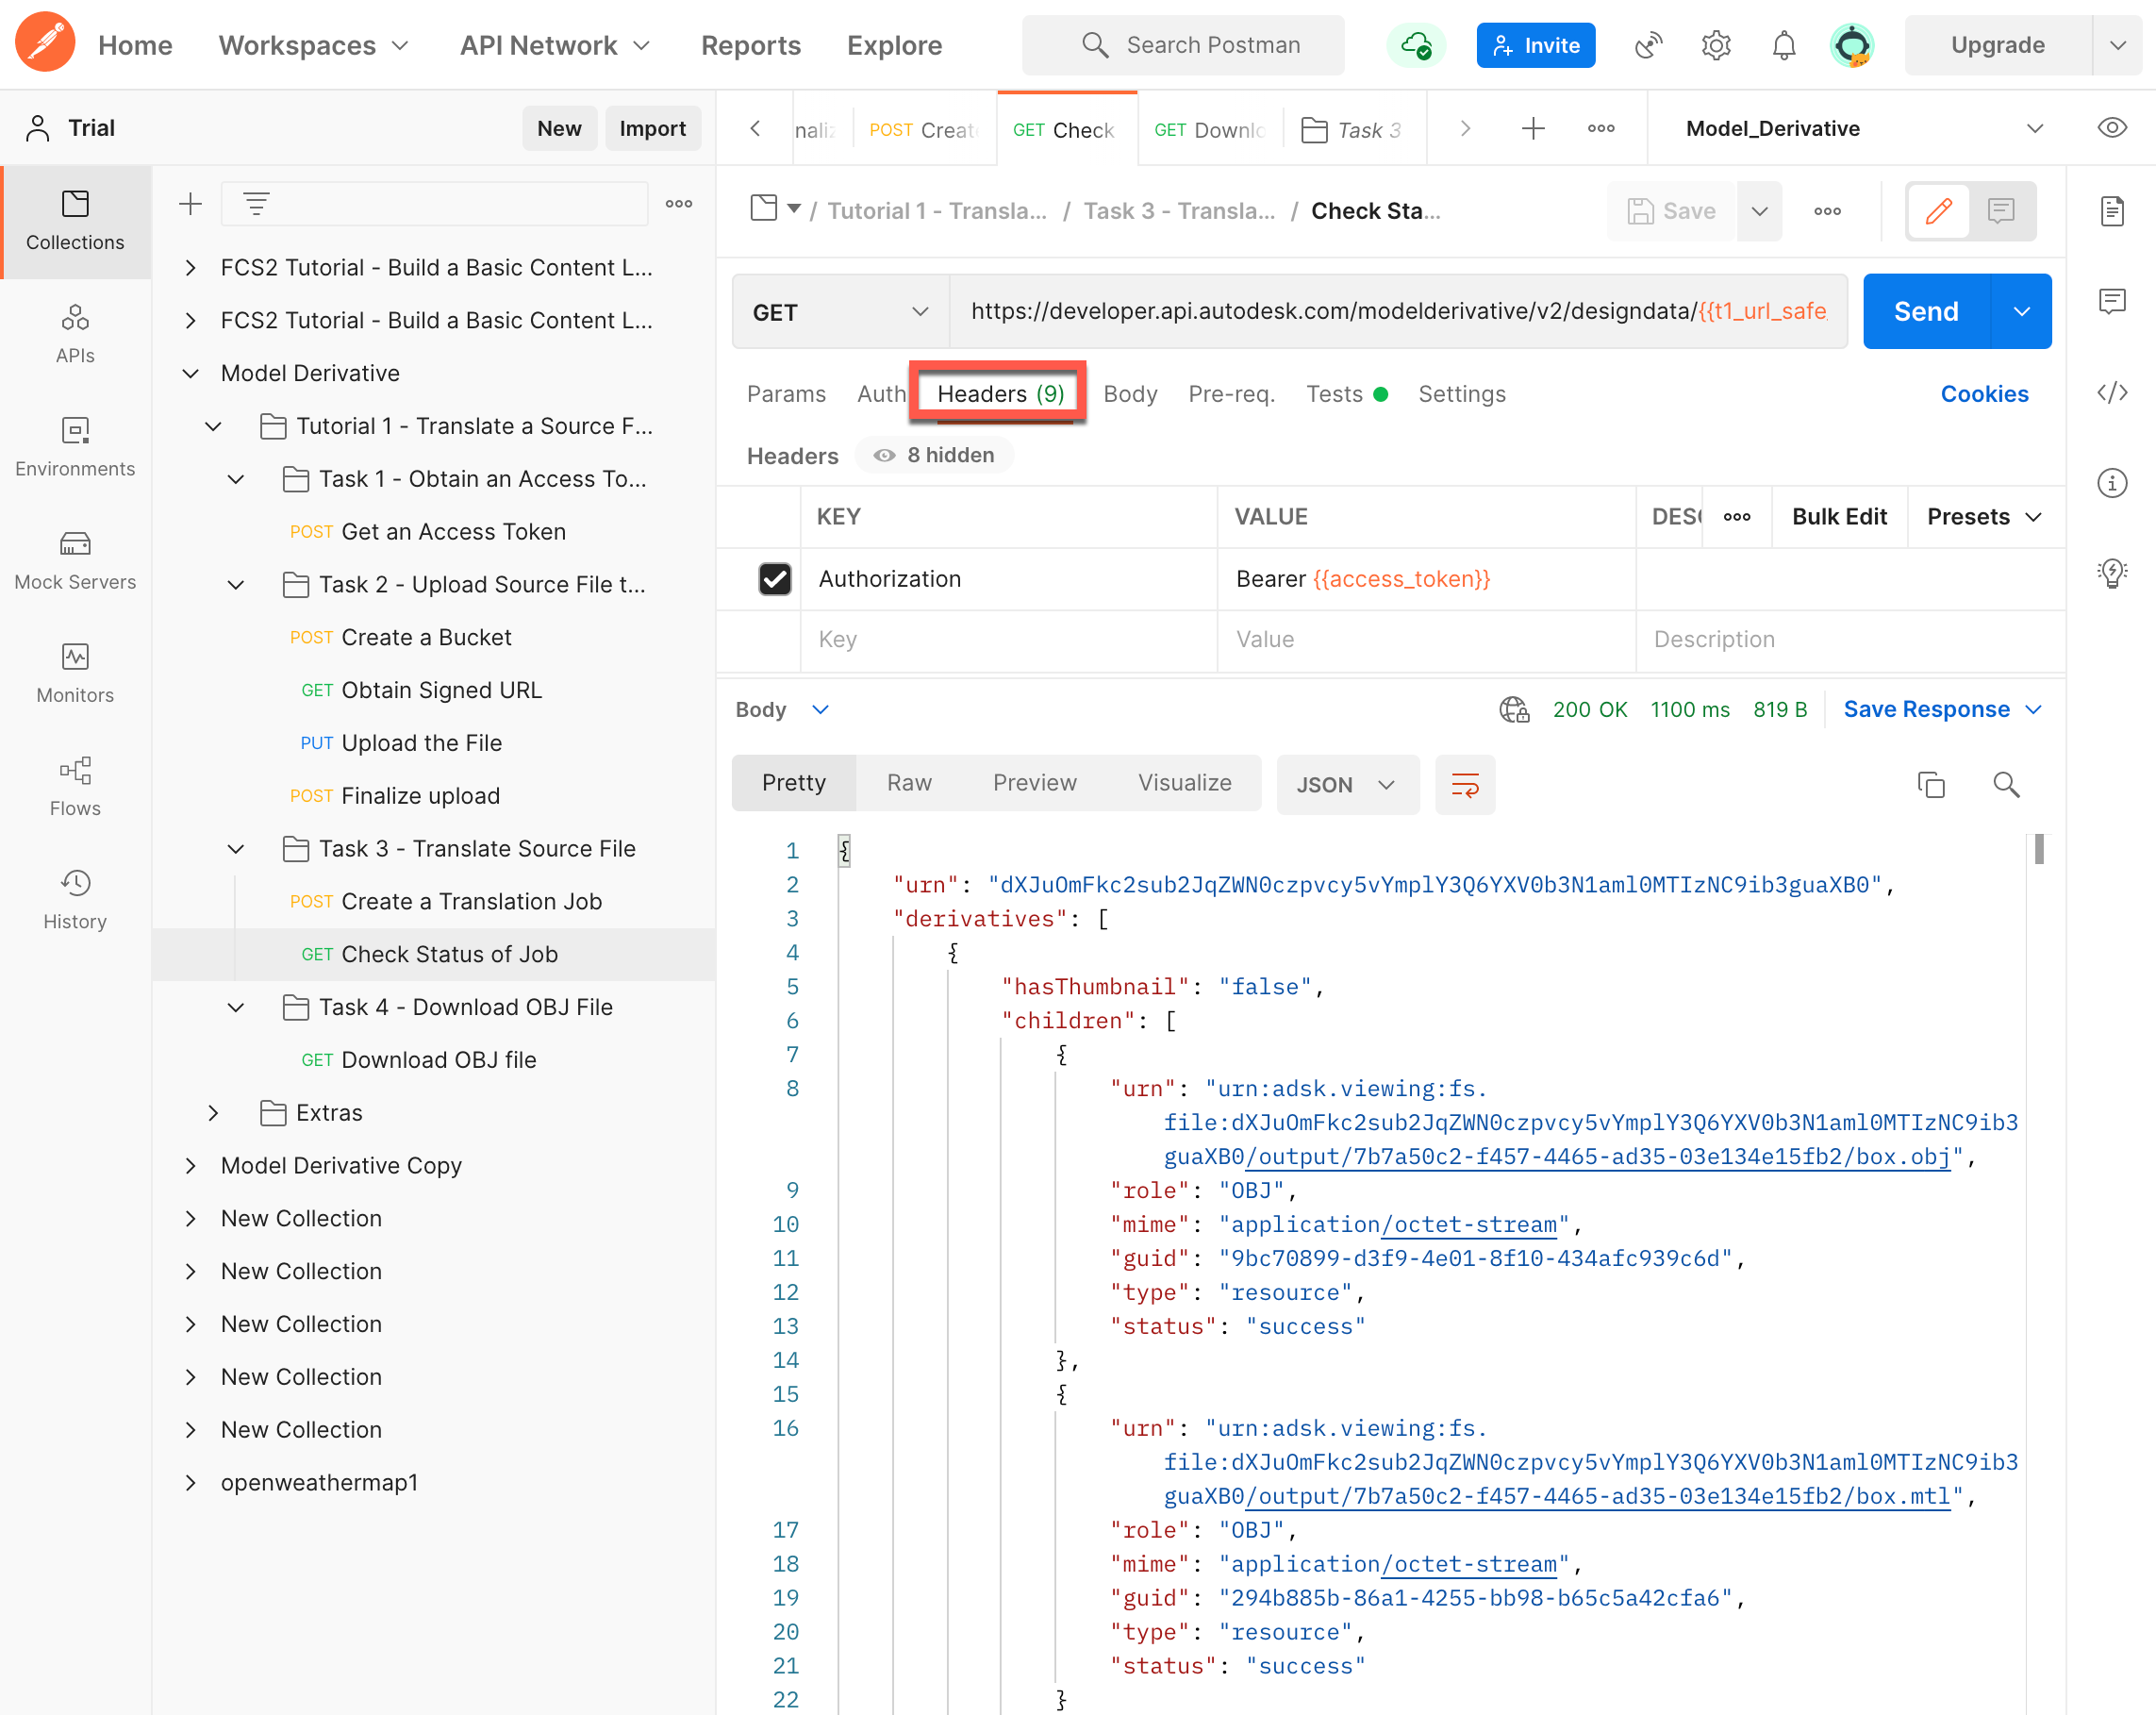 Home Workspaces API Network Reports Explore Search Postman Invite Upgrade
Trial New Import
Collections
APIs
Environments
Mock Servers
Monitors
Flows
History
FCS2 Tutorial - Build a Basic Content L...
FCS2 Tutorial - Build a Basic Content L...
Model Derivative
Tutorial 1 - Translate a Source F...
Task 1 - Obtain an Access To...
POST Get an Access Token
Task 2 - Upload Source File t...
POST Create a Bucket
GET Obtain Signed URL
PUT Upload the File
POST Finalize upload
Task 3 - Translate Source File
POST Create a Translation Job
GET Check Status of Job
Task 4 - Download OBJ File
GET Download OBJ file
Extras
Model Derivative Copy
New Collection
New Collection
New Collection
New Collection
New Collection
openweathermap1
naliz POST Creat GET Check GET Downlo Task 3 Model_Derivative
/ Tutorial 1 - Transla... / Task 3 - Transla... / Check Sta... Save
GET https://developer.api.autodesk.com/modelderivative/v2/designdata/{{t1_url_safe_ Send
Params Auth Headers (9) Body Pre-req. Tests Settings Cookies
Headers 8 hidden
KEY VALUE DESC Bulk Edit Presets
Authorization Bearer {{access_token}}
Key Value Description
Body 200 OK 1100 ms 819 B Save Response
Pretty Raw Preview Visualize JSON
1 {
2 "urn": "dXJuOmFkc2sub2JqZWN0czpvcy5vYmplY3Q6YXV0b3N1aml0MTIzNC9ib3guaXB0",
3 "derivatives": [
4 {
5 "hasThumbnail": "false",
6 "children": [
7 {
8 "urn": "urn:adsk.viewing:fs.
file:dXJuOmFkc2sub2JqZWN0czpvcy5vYmplY3Q6YXV0b3N1aml0MTIzNC9ib3
guaXB0/output/7b7a50c2-f457-4465-ad35-03e134e15fb2/box.obj",
9 "role": "OBJ",
10 "mime": "application/octet-stream",
11 "guid": "9bc70899-d3f9-4e01-8f10-434afc939c6d",
12 "type": "resource",
13 "status": "success"
14 },
15 {
16 "urn": "urn:adsk.viewing:fs.
file:dXJuOmFkc2sub2JqZWN0czpvcy5vYmplY3Q6YXV0b3N1aml0MTIzNC9ib3
guaXB0/output/7b7a50c2-f457-4465-ad35-03e134e15fb2/box.mtl",
17 "role": "OBJ",
18 "mime": "application/octet-stream",
19 "guid": "294b885b-86a1-4255-bb98-b65c5a42cfa6",
20 "type": "resource",
21 "status": "success"
22 }